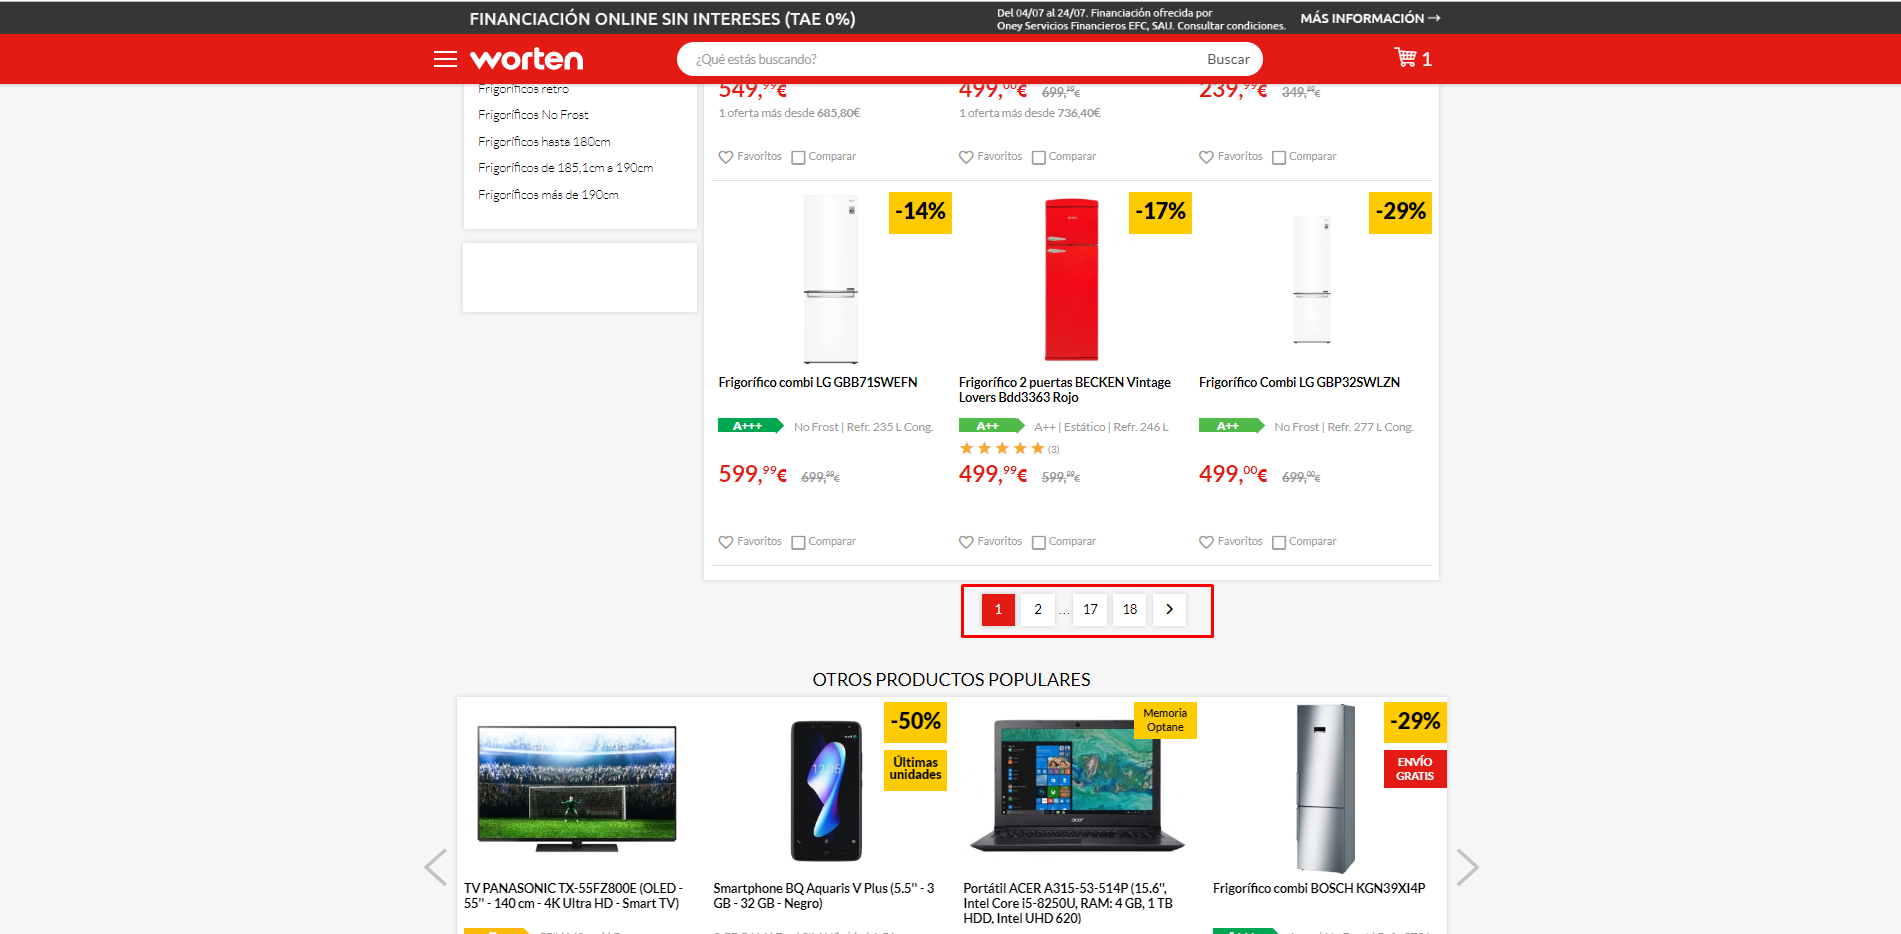 FINANCIACIÓN ONLINE SIN INTERESES (TAE 0%)
Del 04/07 al 24/07. Financiación ofrecida por
Oney Servicios Financieros EFC, SAU. Consultar condiciones.
MÁS INFORMACIÓN →
worten
¿Qué estás buscando?
Buscar
1
Frigoríficos retro
Frigoríficos No Frost
Frigoríficos hasta 180cm
Frigoríficos de 185,1cm a 190cm
Frigoríficos más de 190cm
549,99€
1 oferta más desde 685,80€
Favoritos Comparar
499,00€ 699,99€
1 oferta más desde 736,40€
Favoritos Comparar
239,99€ 349,99€
Favoritos Comparar
-14%
Frigorífico combi LG GBB71SWEFN
A+++ No Frost | Refr. 235 L Cong.
599,99€ 699,99€
Favoritos Comparar
-17%
Frigorífico 2 puertas BECKEN Vintage
Lovers Bdd3363 Rojo
A++ A++ | Estático | Refr. 246 L
(3)
499,99€ 599,99€
Favoritos Comparar
-29%
Frigorífico Combi LG GBP32SWLZN
A++ No Frost | Refr. 277 L Cong.
499,00€ 699,00€
Favoritos Comparar
1 2 ... 17 18 >
OTROS PRODUCTOS POPULARES
TV PANASONIC TX-55FZ800E (OLED -
55'' - 140 cm - 4K Ultra HD - Smart TV)
-50%
Últimas
unidades
12:05
Smartphone BQ Aquaris V Plus (5.5'' - 3
GB - 32 GB - Negro)
Memoria
Optane
acer
Portátil ACER A315-53-514P (15.6'',
Intel Core i5-8250U, RAM: 4 GB, 1 TB
HDD, Intel UHD 620)
-29%
ENVÍO
GRATIS
Frigorífico combi BOSCH KGN39XI4P